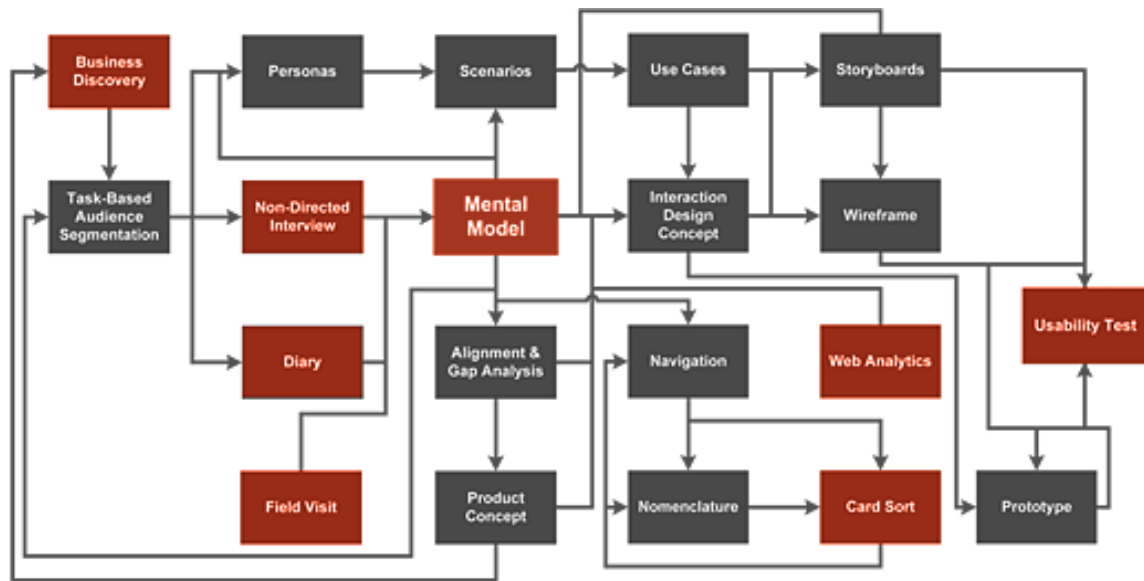 Business
Discovery
Personas
Scenarios
Use Cases
Storyboards
Task-Based
Audience
Segmentation
Non-Directed
Interview
Mental
Model
Interaction
Design
Concept
Wireframe
Usability Test
Diary
Alignment &
Gap Analysis
Navigation
Web Analytics
Field Visit
Product
Concept
Nomenclature
Card Sort
Prototype